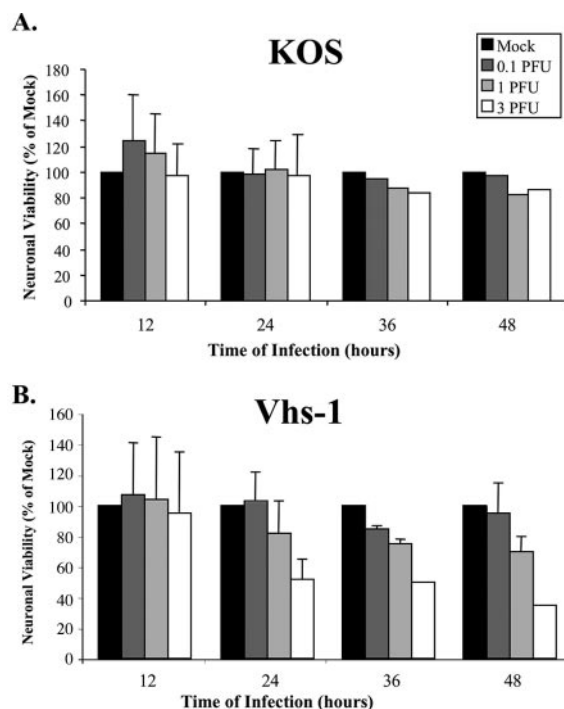 A.
KOS
Mock
0.1 PFU
1 PFU
3 PFU
Neuronal Viability (% of Mock)
180
160
140
120
100
80
60
40
20
0
12 24 36 48
Time of Infection (hours)
B.
Vhs-1
Neuronal Viability (% of Mock)
160
140
120
100
80
60
40
20
0
12 24 36 48
Time of Infection (hours)